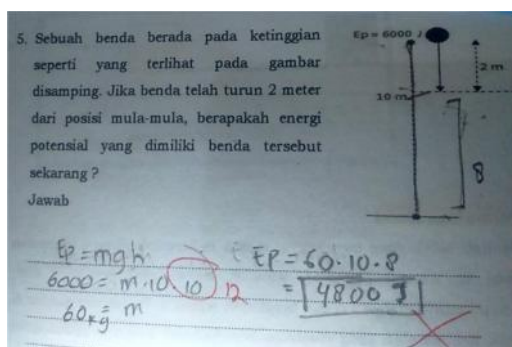 5. Sebuah benda berada pada ketinggian
seperti yang terlihat pada gambar
disamping. Jika benda telah turun 2 meter
dari posisi mula-mula, berapakah energi
potensial yang dimiliki benda tersebut
sekarang ?
Jawab
Ep = 6000 J
2 m
10 m
8
Ep = mgh
6000 = m.10.10 12
60kg = m
EP = 60.10.8
= 4800 J